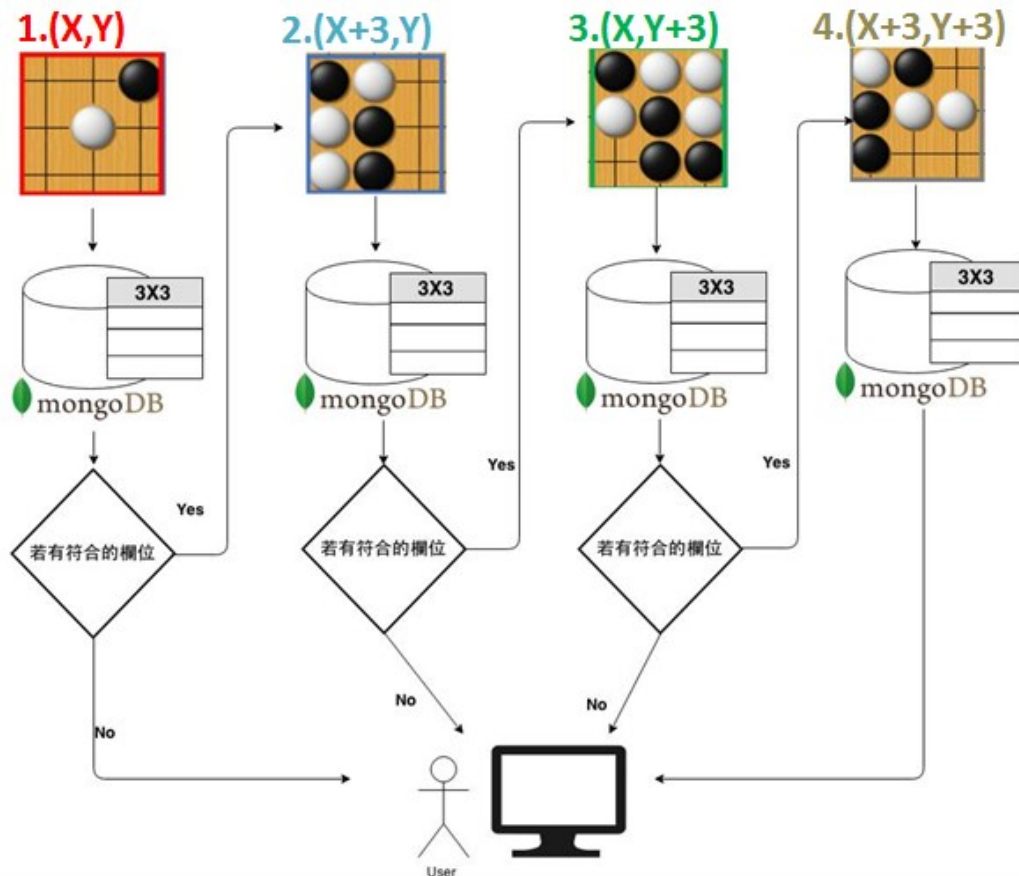 1.(X,Y)
2.(X+3,Y)
3.(X,Y+3)
4.(X+3,Y+3)
3X3
3X3
3X3
3X3
mongoDB
mongoDB
mongoDB
mongoDB
Yes
Yes
Yes
若有符合的欄位
若有符合的欄位
若有符合的欄位
No
No
No
User